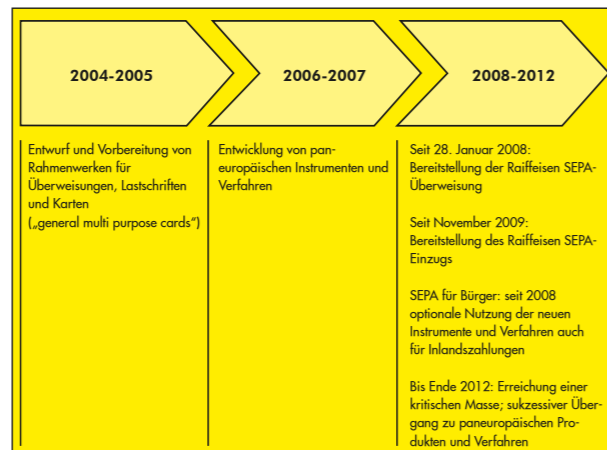 2004-2005
2006-2007
2008-2012
Entwurf und Vorbereitung von
Rahmenwerken für
Überweisungen, Lastschriften
und Karten
(„general multi purpose cards“)
Entwicklung von pan-
europäischen Instrumenten und
Verfahren
Seit 28. Januar 2008:
Bereitstellung der Raiffeisen SEPA-
Überweisung
Seit November 2009:
Bereitstellung des Raiffeisen SEPA-
Einzugs
SEPA für Bürger: seit 2008
optionale Nutzung der neuen
Instrumente und Verfahren auch
für Inlandszahlungen
Bis Ende 2012: Erreichung einer
kritischen Masse; sukzessiver Über-
gang zu paneuropäischen Pro-
dukten und Verfahren